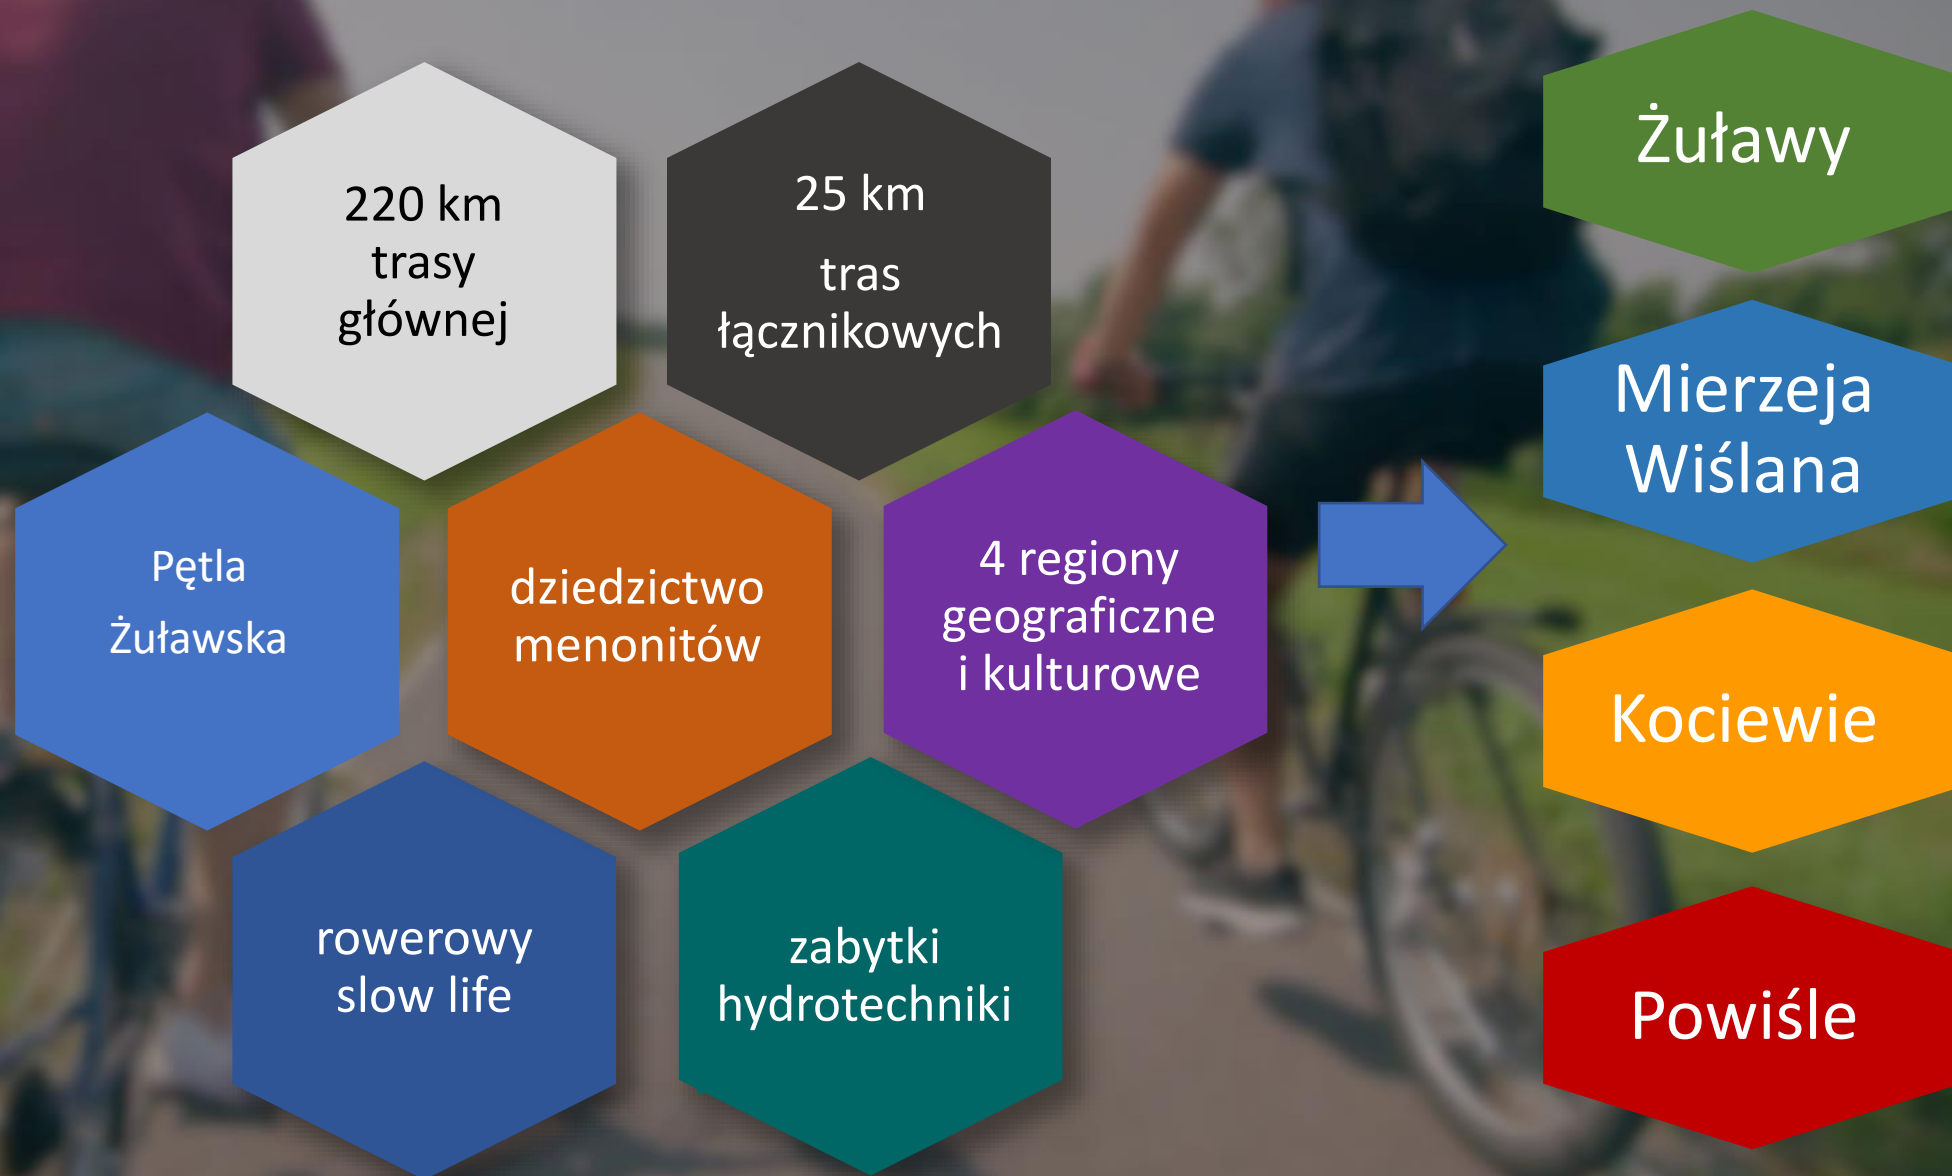 220 km
trasy
głównej
25 km
tras
łącznikowych
Pętla
Żuławska
dziedzictwo
menonitów
4 regiony
geograficzne
i kulturowe
rowerowy
slow life
zabytki
hydrotechniki
Żuławy
Mierzeja
Wiślana
Kociewie
Powiśle